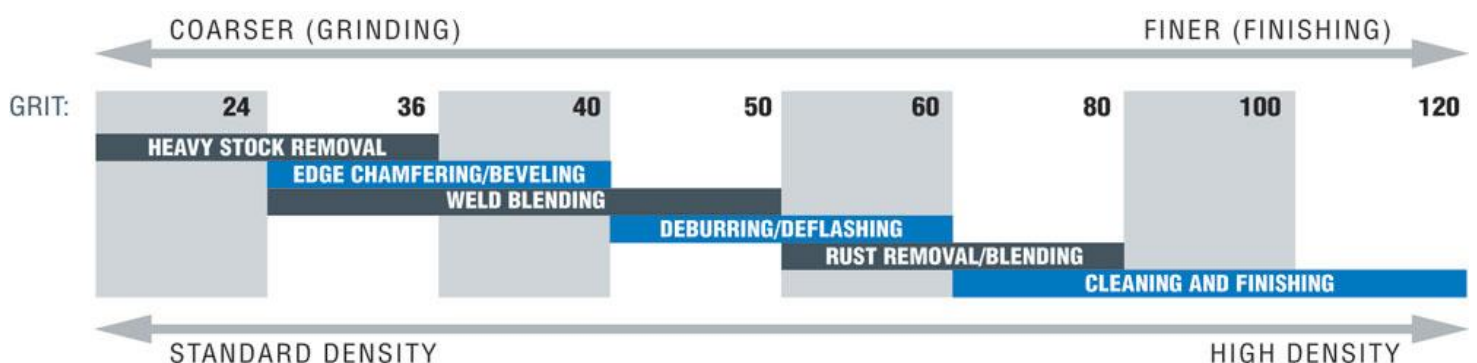 COARSER (GRINDING) FINER (FINISHING)
GRIT: 24 36 40 50 60 80 100 120
HEAVY STOCK REMOVAL
EDGE CHAMFERING/BEVELING
WELD BLENDING
DEBURRING/DEFLASHING
RUST REMOVAL/BLENDING
CLEANING AND FINISHING
STANDARD DENSITY HIGH DENSITY